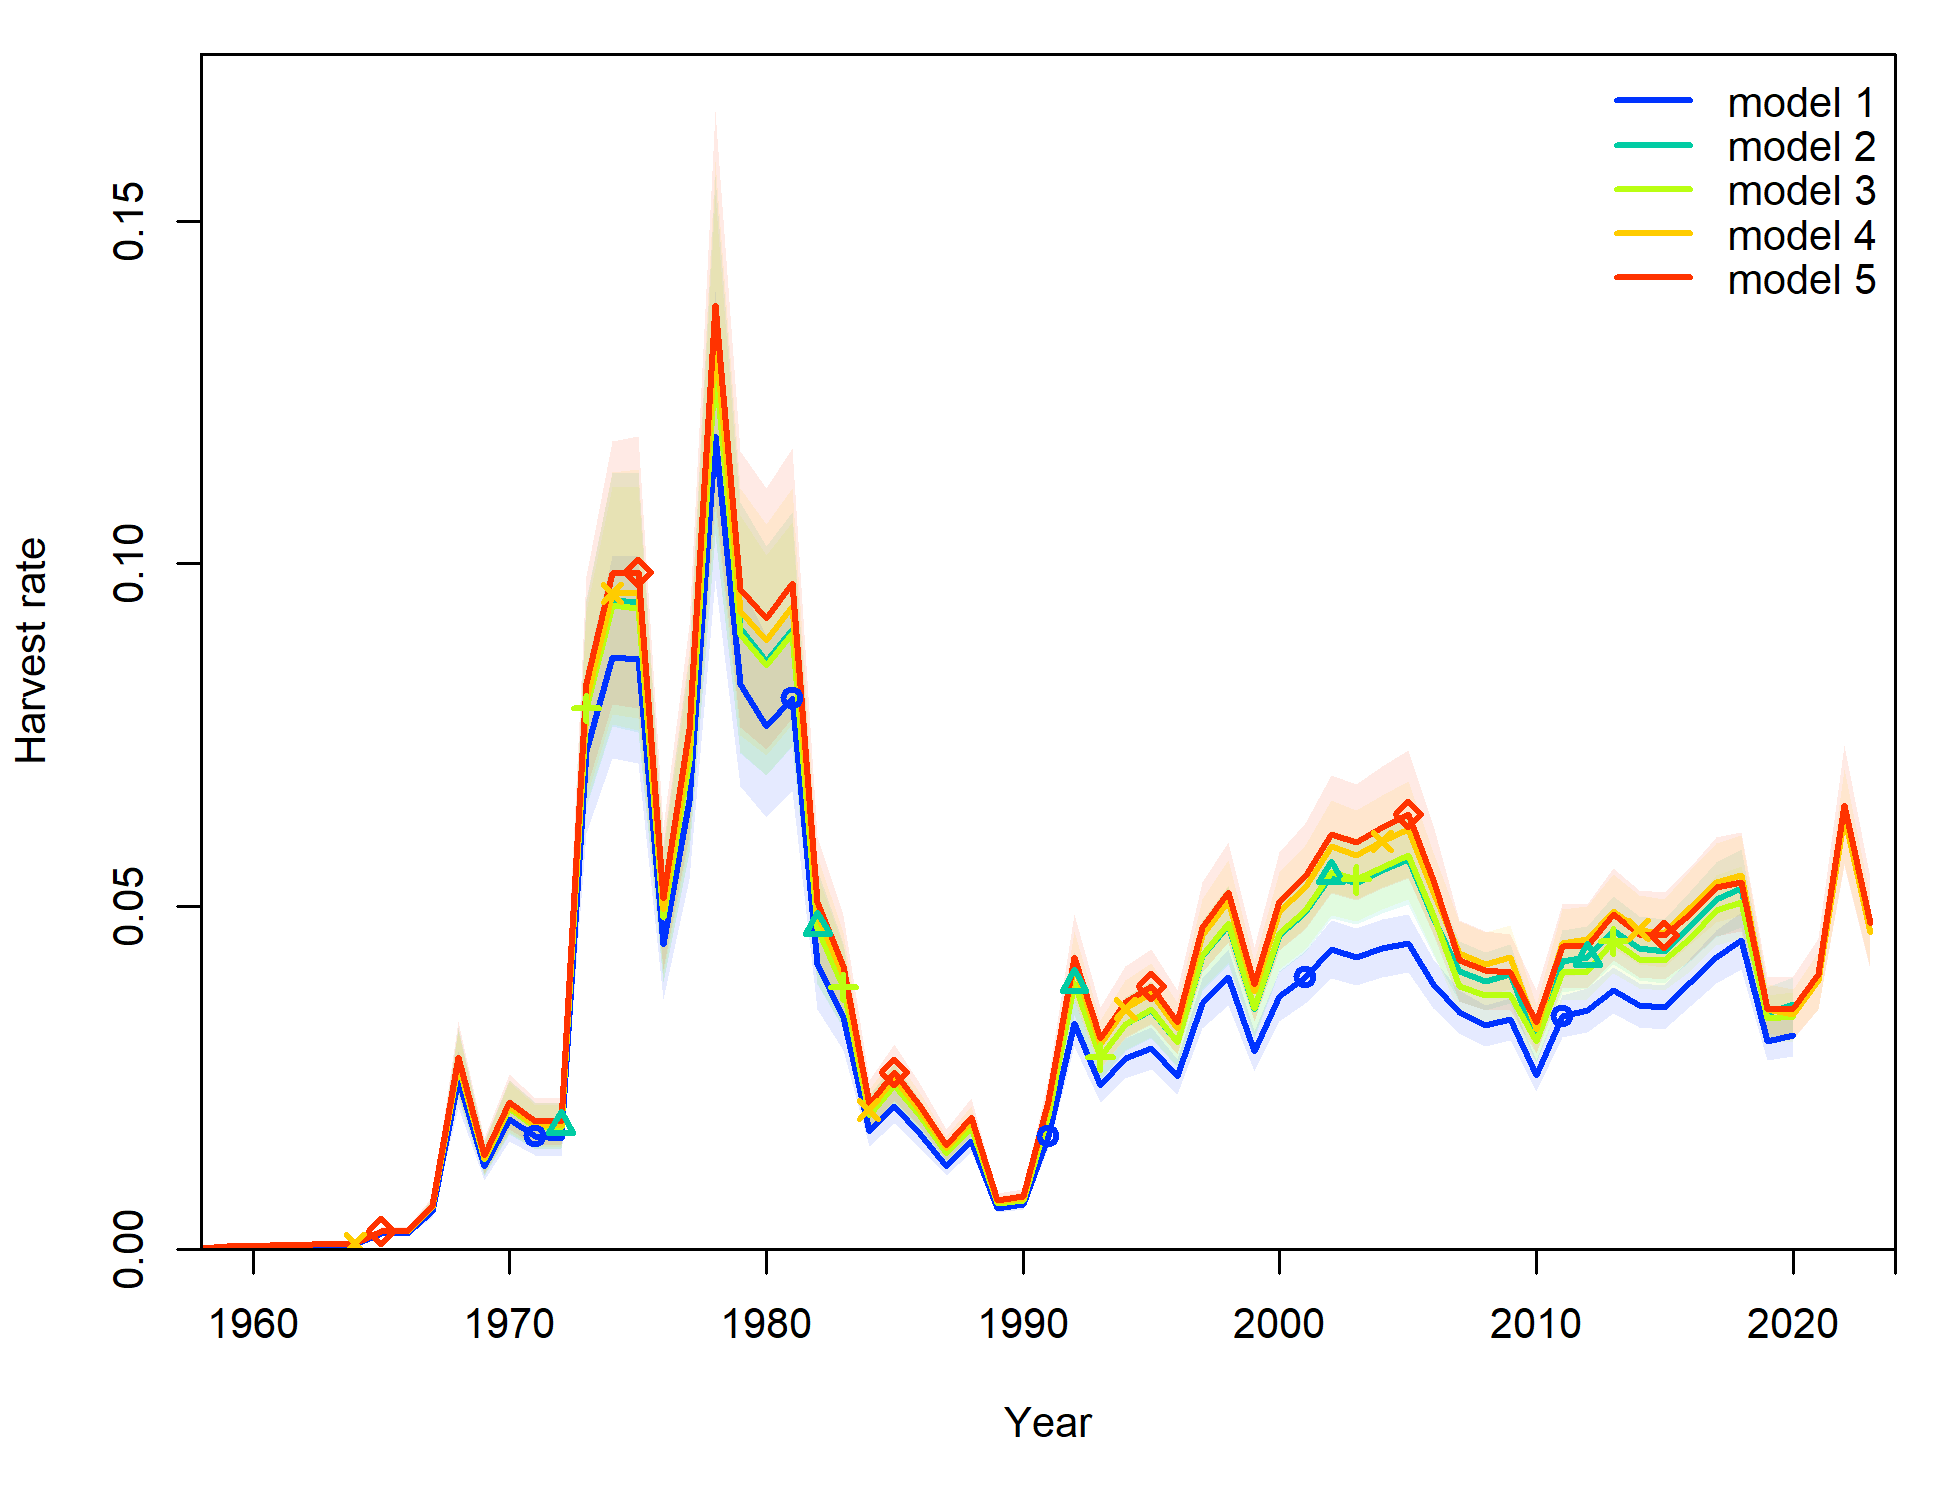 model 1
model 2
model 3
model 4
model 5
0.15
0.10
0.05
0.00
Harvest rate
1960 1970 1980 1990 2000 2010 2020
Year